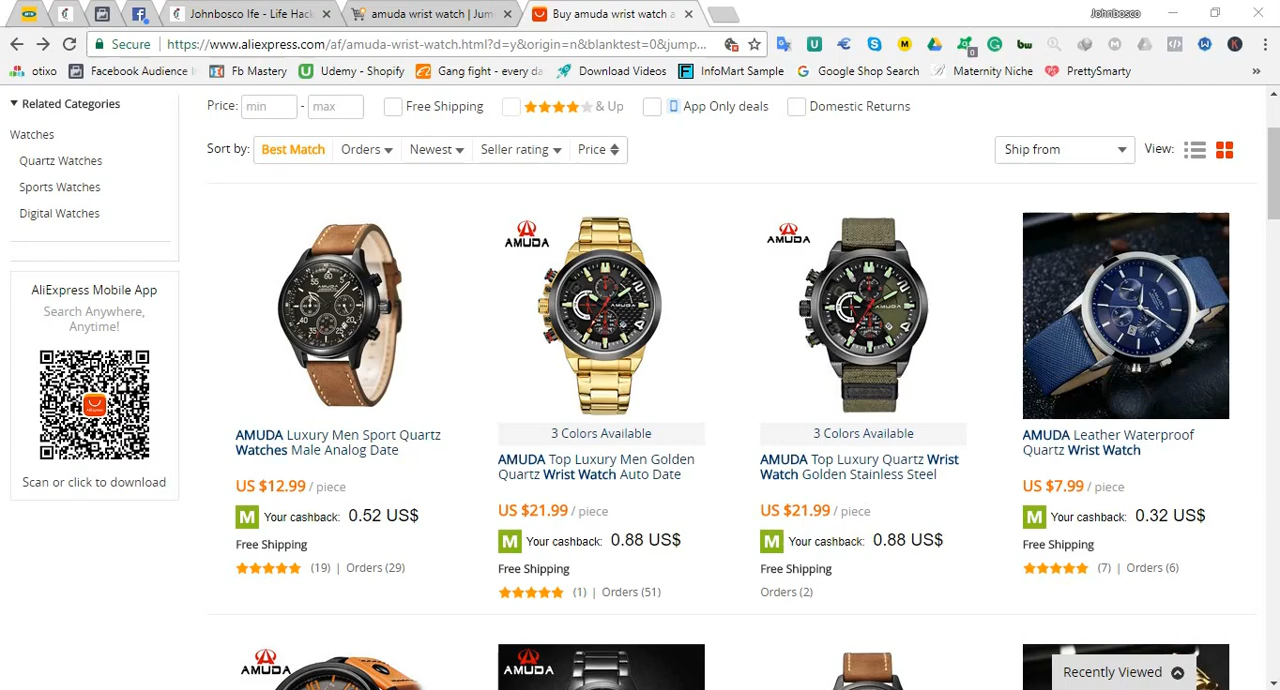 Johnbosco Ife - Life Hack
amuda wrist watch | Jum
Buy amuda wrist watch a
Johnbosco
Secure
https://www.aliexpress.com/af/amuda-wrist-watch.html?d=y&origin=n&blanktest=0&jump...
otixo
Facebook Audience I
Fb Mastery
Udemy Shopify
Gang fight - every da
Download Videos
InfoMart Sample
Google Shop Search
Maternity Niche
PrettySmarty
»
Related Categories
Watches
Quartz Watches
Sports Watches
Digital Watches
AliExpress Mobile App
Search Anywhere,
Anytime!
Scan or click to download
Price: min - max
Free Shipping
& Up
App Only deals
Domestic Returns
Sort by: Best Match Orders Newest Seller rating Price
Ship from
View:
AMUDA Luxury Men Sport Quartz
Watches Male Analog Date
US $12.99 / piece
M Your cashback: 0.52 US$
Free Shipping
(19) | Orders (29)
AMUDA
3 Colors Available
AMUDA Top Luxury Men Golden
Quartz Wrist Watch Auto Date
US $21.99 / piece
M Your cashback: 0.88 US$
Free Shipping
(1) | Orders (51)
AMUDA
3 Colors Available
AMUDA Top Luxury Quartz Wrist
Watch Golden Stainless Steel
US $21.99 / piece
M Your cashback: 0.88 US$
Free Shipping
Orders (2)
AMUDA Leather Waterproof
Quartz Wrist Watch
US $7.99 / piece
M Your cashback: 0.32 US$
Free Shipping
(7) | Orders (6)
AMUDA
AMUDA
Recently Viewed